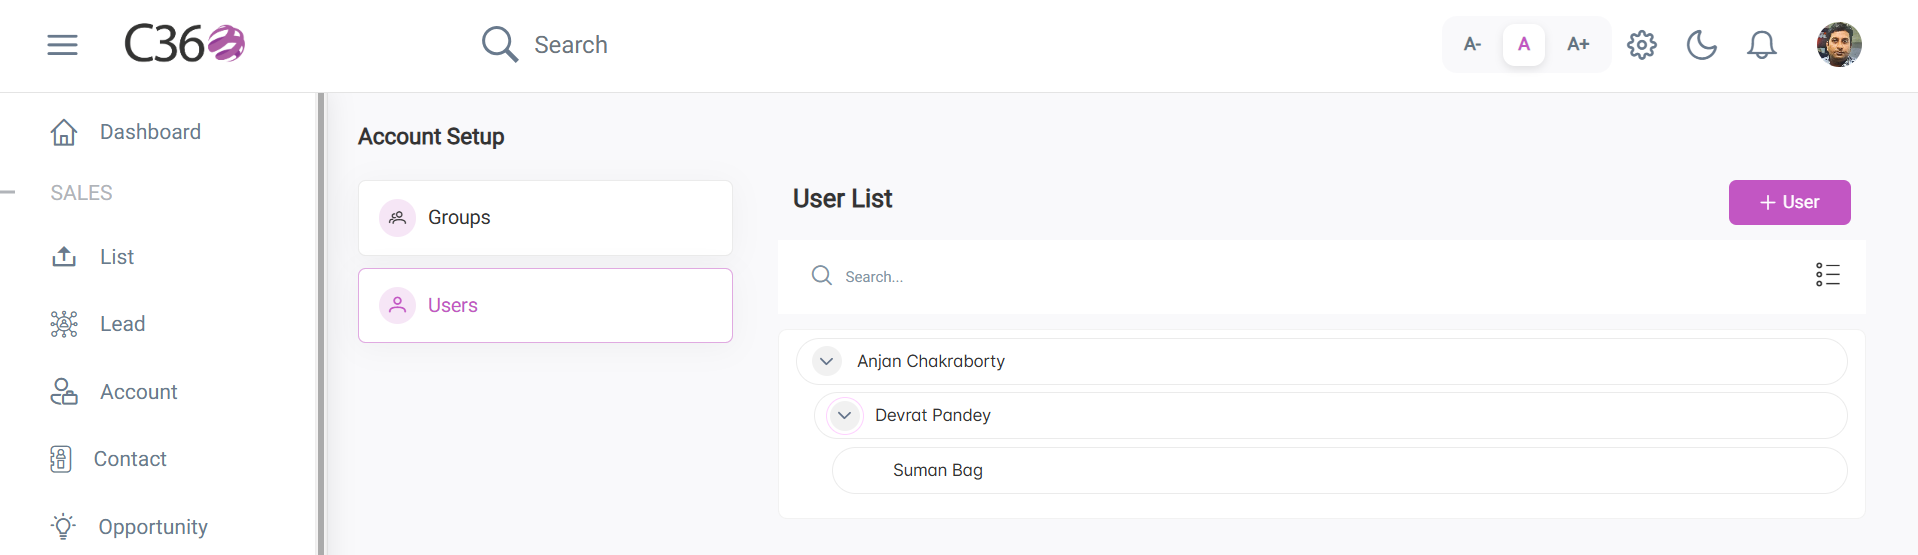 C360
Search
A-
A
A+
Dashboard
SALES
List
Lead
Account
Contact
Opportunity
Account Setup
Groups
Users
User List
+ User
Search...
Anjan Chakraborty
Devrat Pandey
Suman Bag